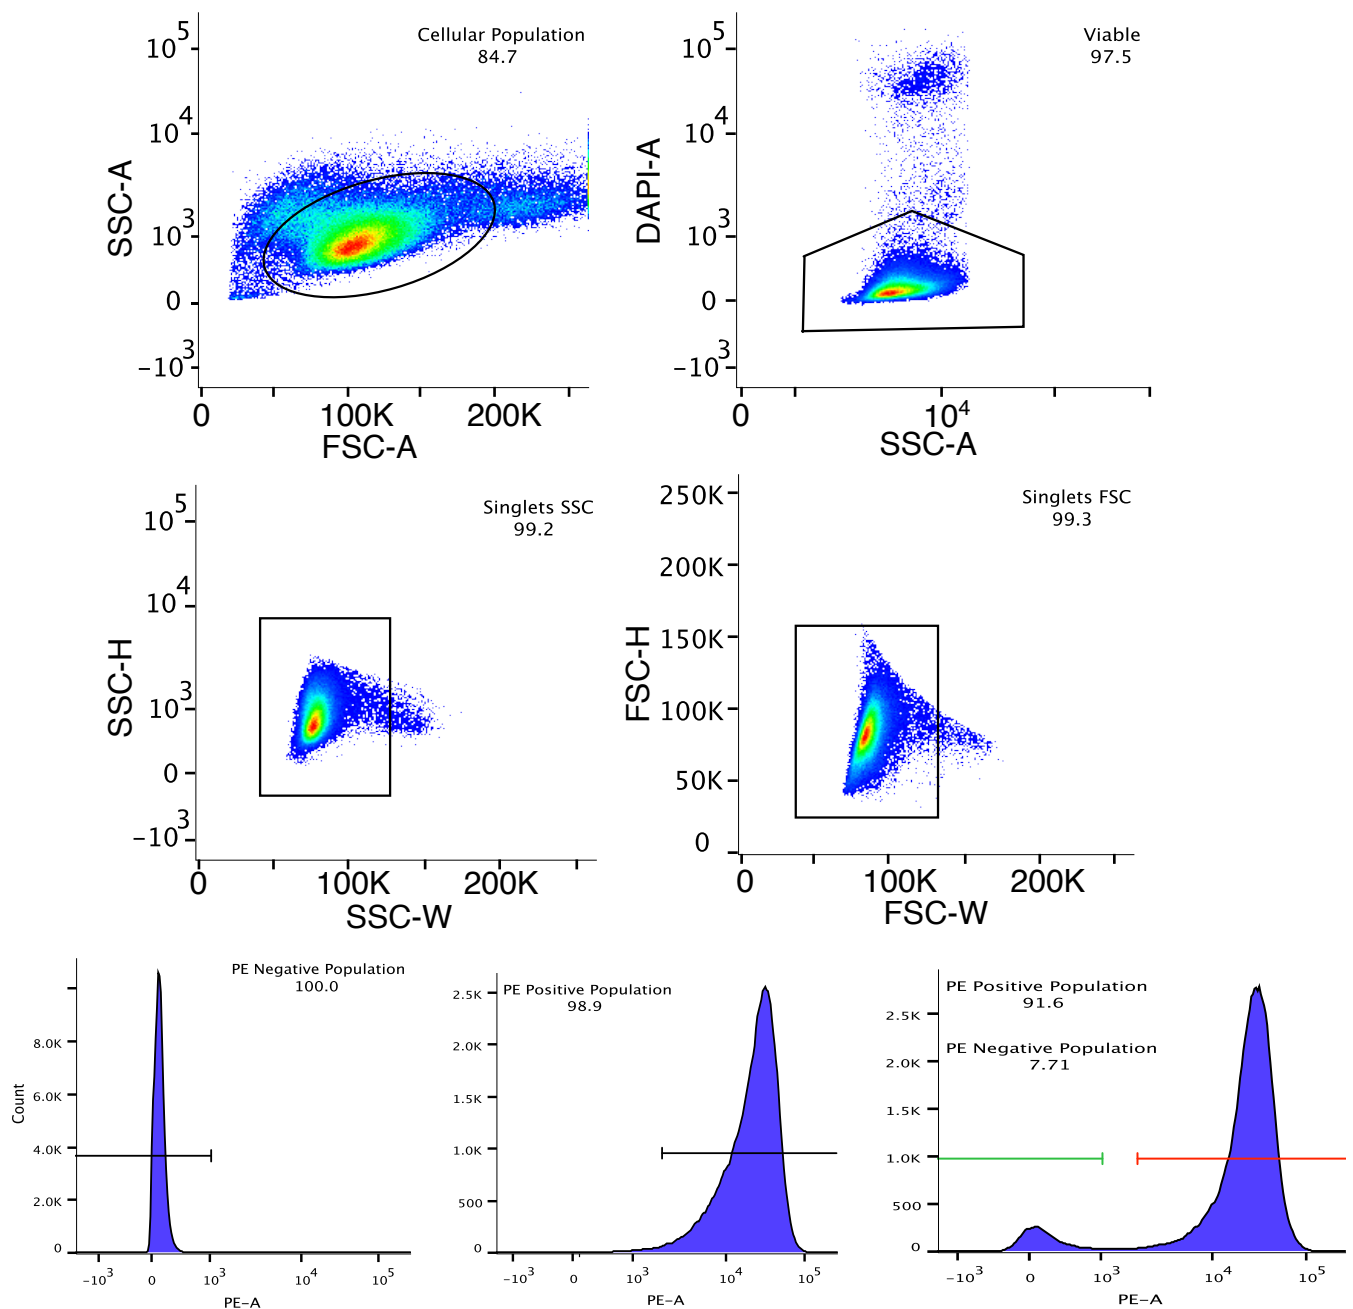 Cellular Population
84.7
10^5
10^4
10^3
0
-10^3
SSC-A
0
100K
200K
FSC-A
Viable
97.5
10^5
10^4
10^3
0
-10^3
DAPI-A
0
10^4
SSC-A
Singlets SSC
99.2
10^5
10^4
10^3
0
-10^3
SSC-H
0
100K
200K
SSC-W
Singlets FSC
99.3
250K
200K
150K
100K
50K
0
FSC-H
0
100K
200K
FSC-W
PE Negative Population
100.0
8.0K
6.0K
4.0K
2.0K
0
Count
-10^3
0
10^3
10^4
10^5
PE-A
PE Positive Population
98.9
2.5K
2.0K
1.5K
1.0K
500
0
-10^3
0
10^3
10^4
10^5
PE-A
PE Positive Population
91.6
PE Negative Population
7.71
2.5K
2.0K
1.5K
1.0K
500
0
-10^3
0
10^3
10^4
10^5
PE-A